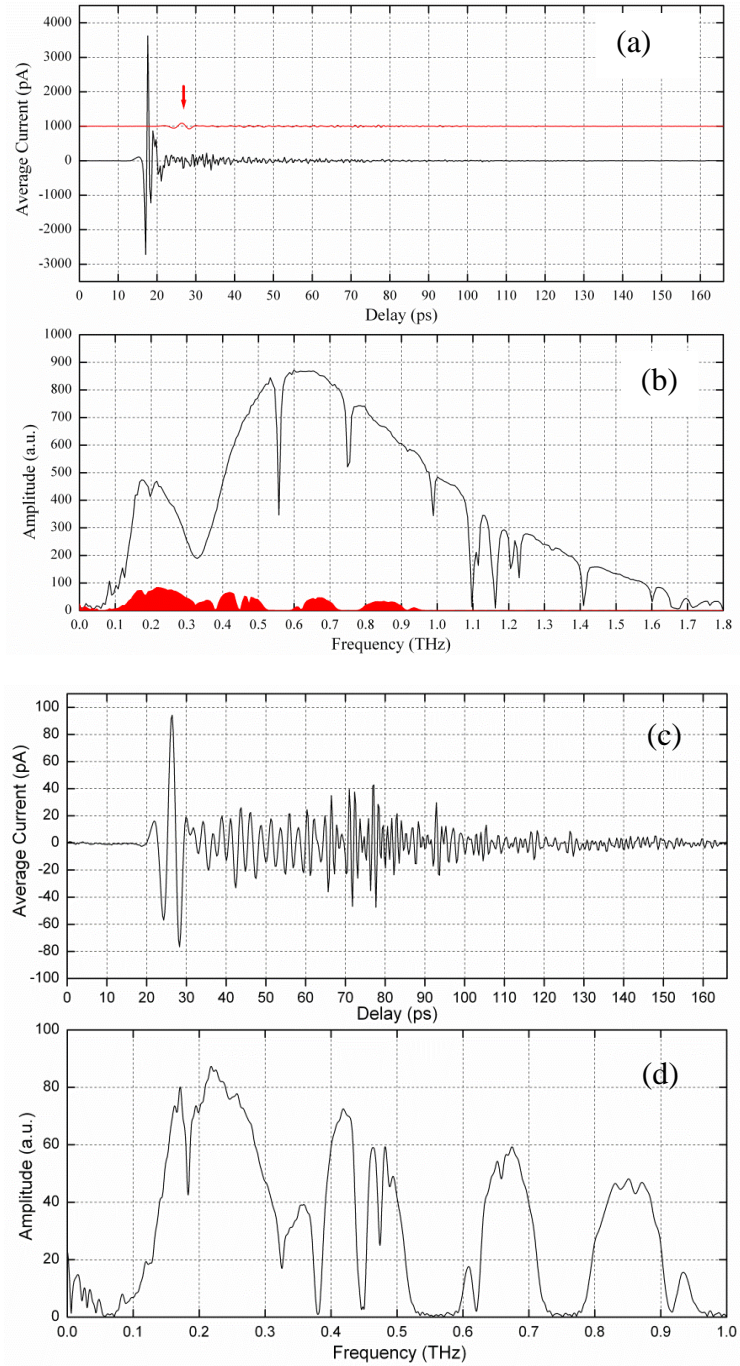 (a)
Average Current (pA)
4000
3000
2000
1000
0
-1000
-2000
-3000
0 10 20 30 40 50 60 70 80 90 100 110 120 130 140 150 160
Delay (ps)
(b)
Amplitude (a.u.)
1000
900
800
700
600
500
400
300
200
100
0
0.0 0.1 0.2 0.3 0.4 0.5 0.6 0.7 0.8 0.9 1.0 1.1 1.2 1.3 1.4 1.5 1.6 1.7 1.8
Frequency (THz)
(c)
Average Current (pA)
100
80
60
40
20
0
-20
-40
-60
-80
-100
0 10 20 30 40 50 60 70 80 90 100 110 120 130 140 150 160
Delay (ps)
(d)
Amplitude (a.u.)
100
80
60
40
20
0
0.0 0.1 0.2 0.3 0.4 0.5 0.6 0.7 0.8 0.9 1.0
Frequency (THz)